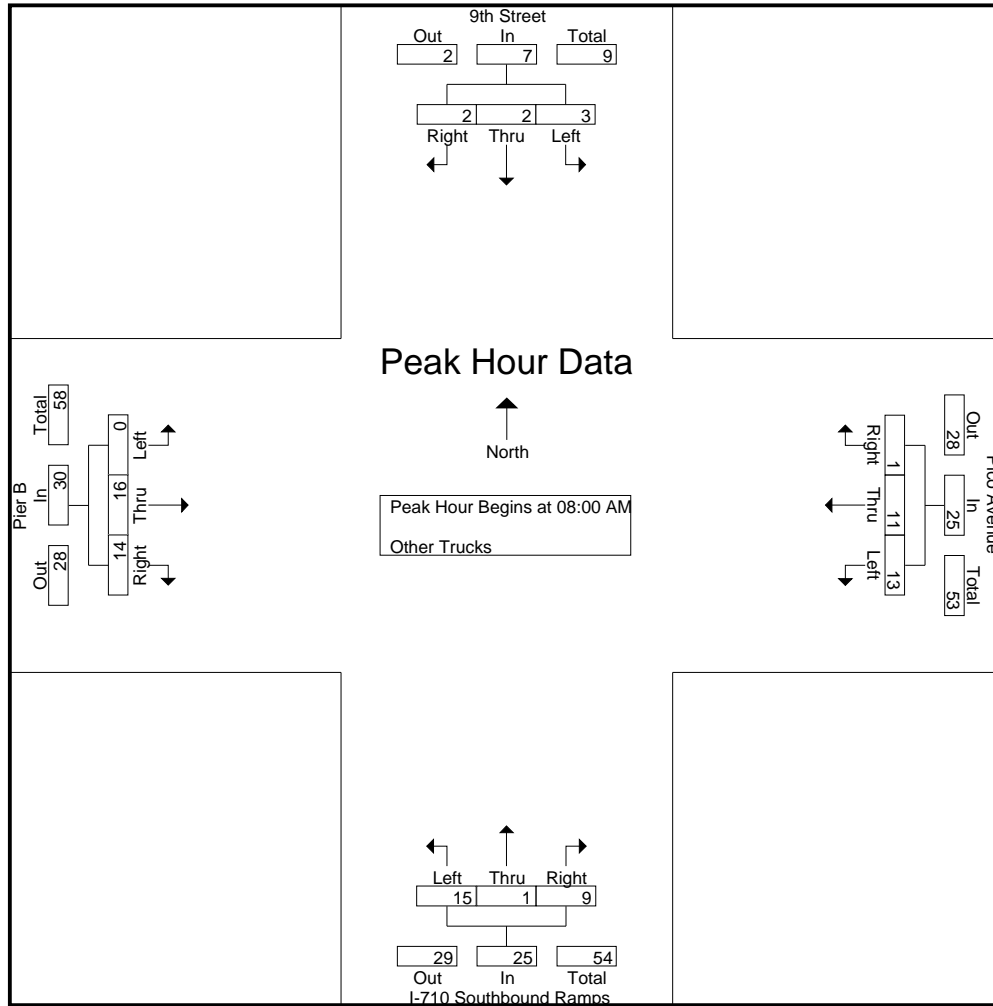 9th Street
Out In Total
2 7 9
2 2 3
Right Thru Left
Peak Hour Data
North
Peak Hour Begins at 08:00 AM
Other Trucks
Pier B
Total In Out
58 30 28
0 16 14
Left Thru Right
Right Thru Left
1 11 13
28 25 53
Out In Total
Left Thru Right
15 1 9
29 25 54
Out In Total
I-710 Southbound Ramps